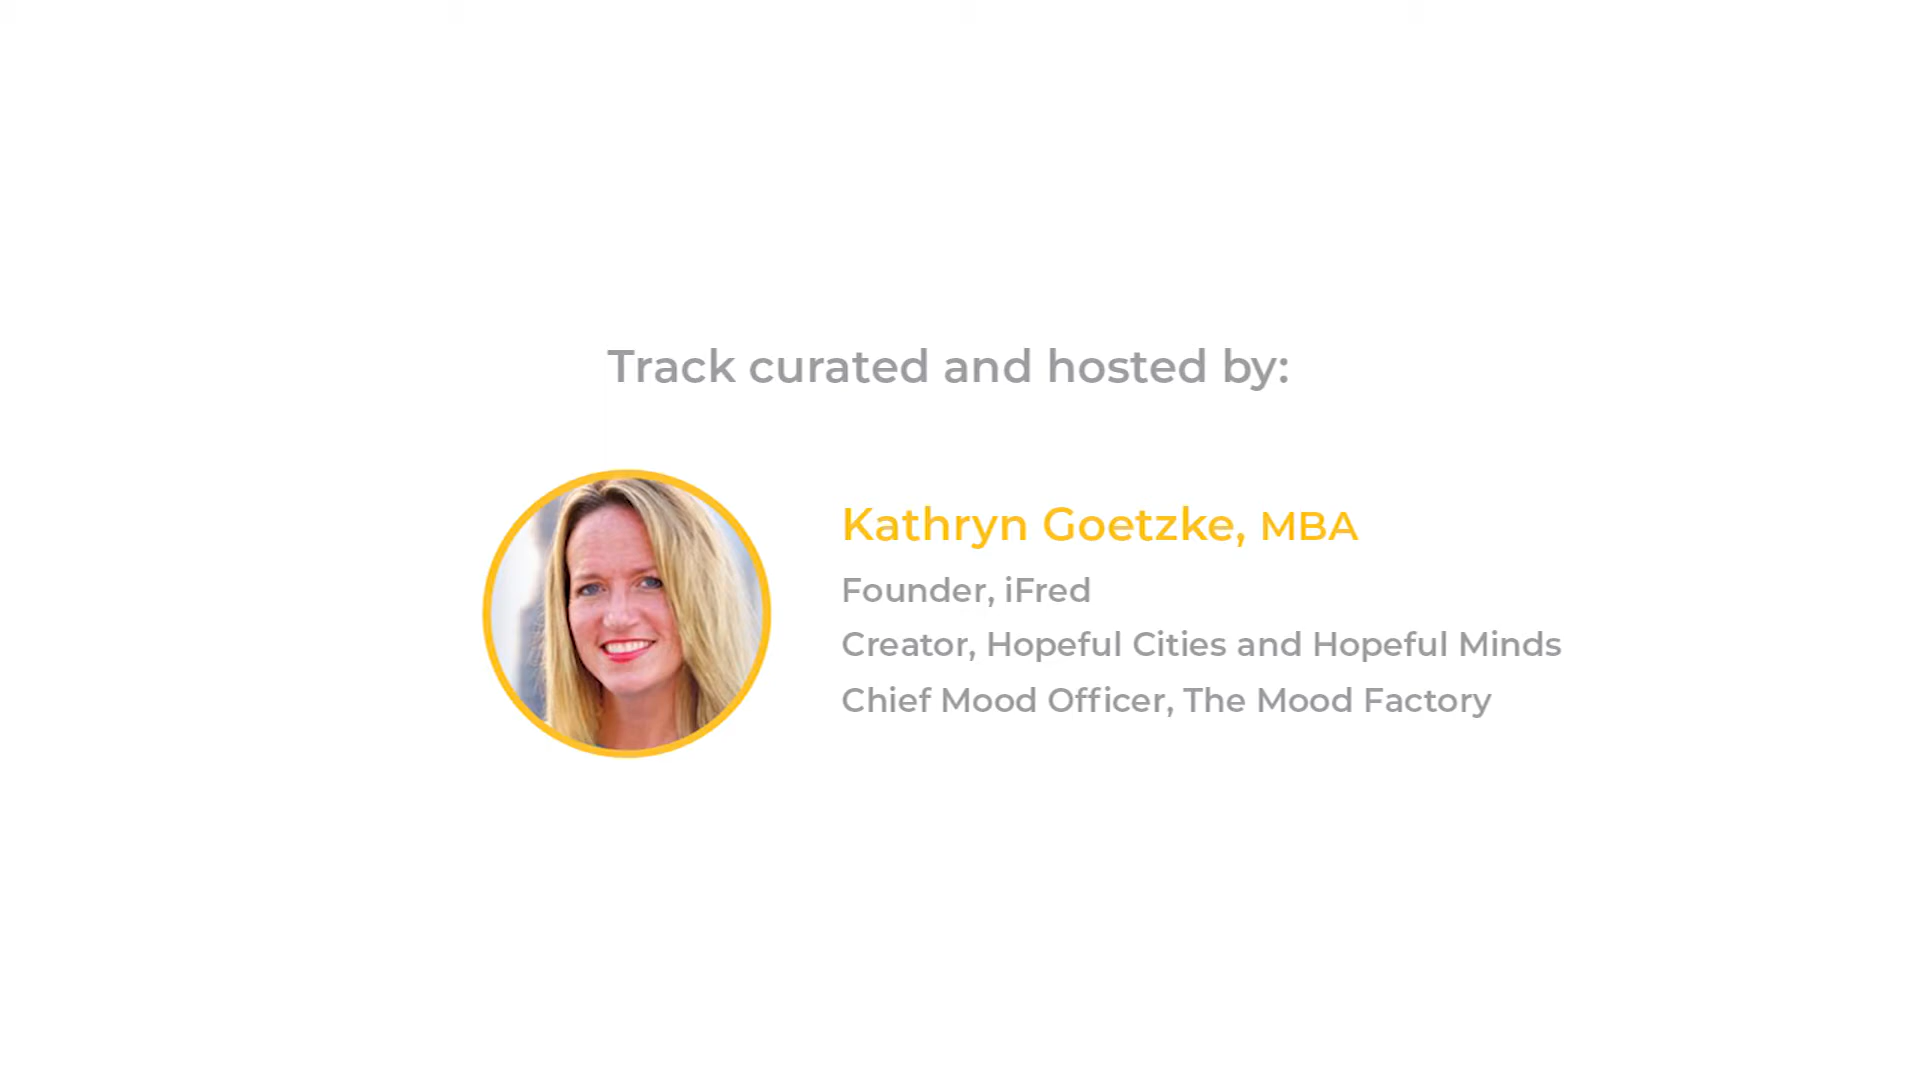 Track curated and hosted by:
Kathryn Goetzke, MBA
Founder, iFred
Creator, Hopeful Cities and Hopeful Minds
Chief Mood Officer, The Mood Factory